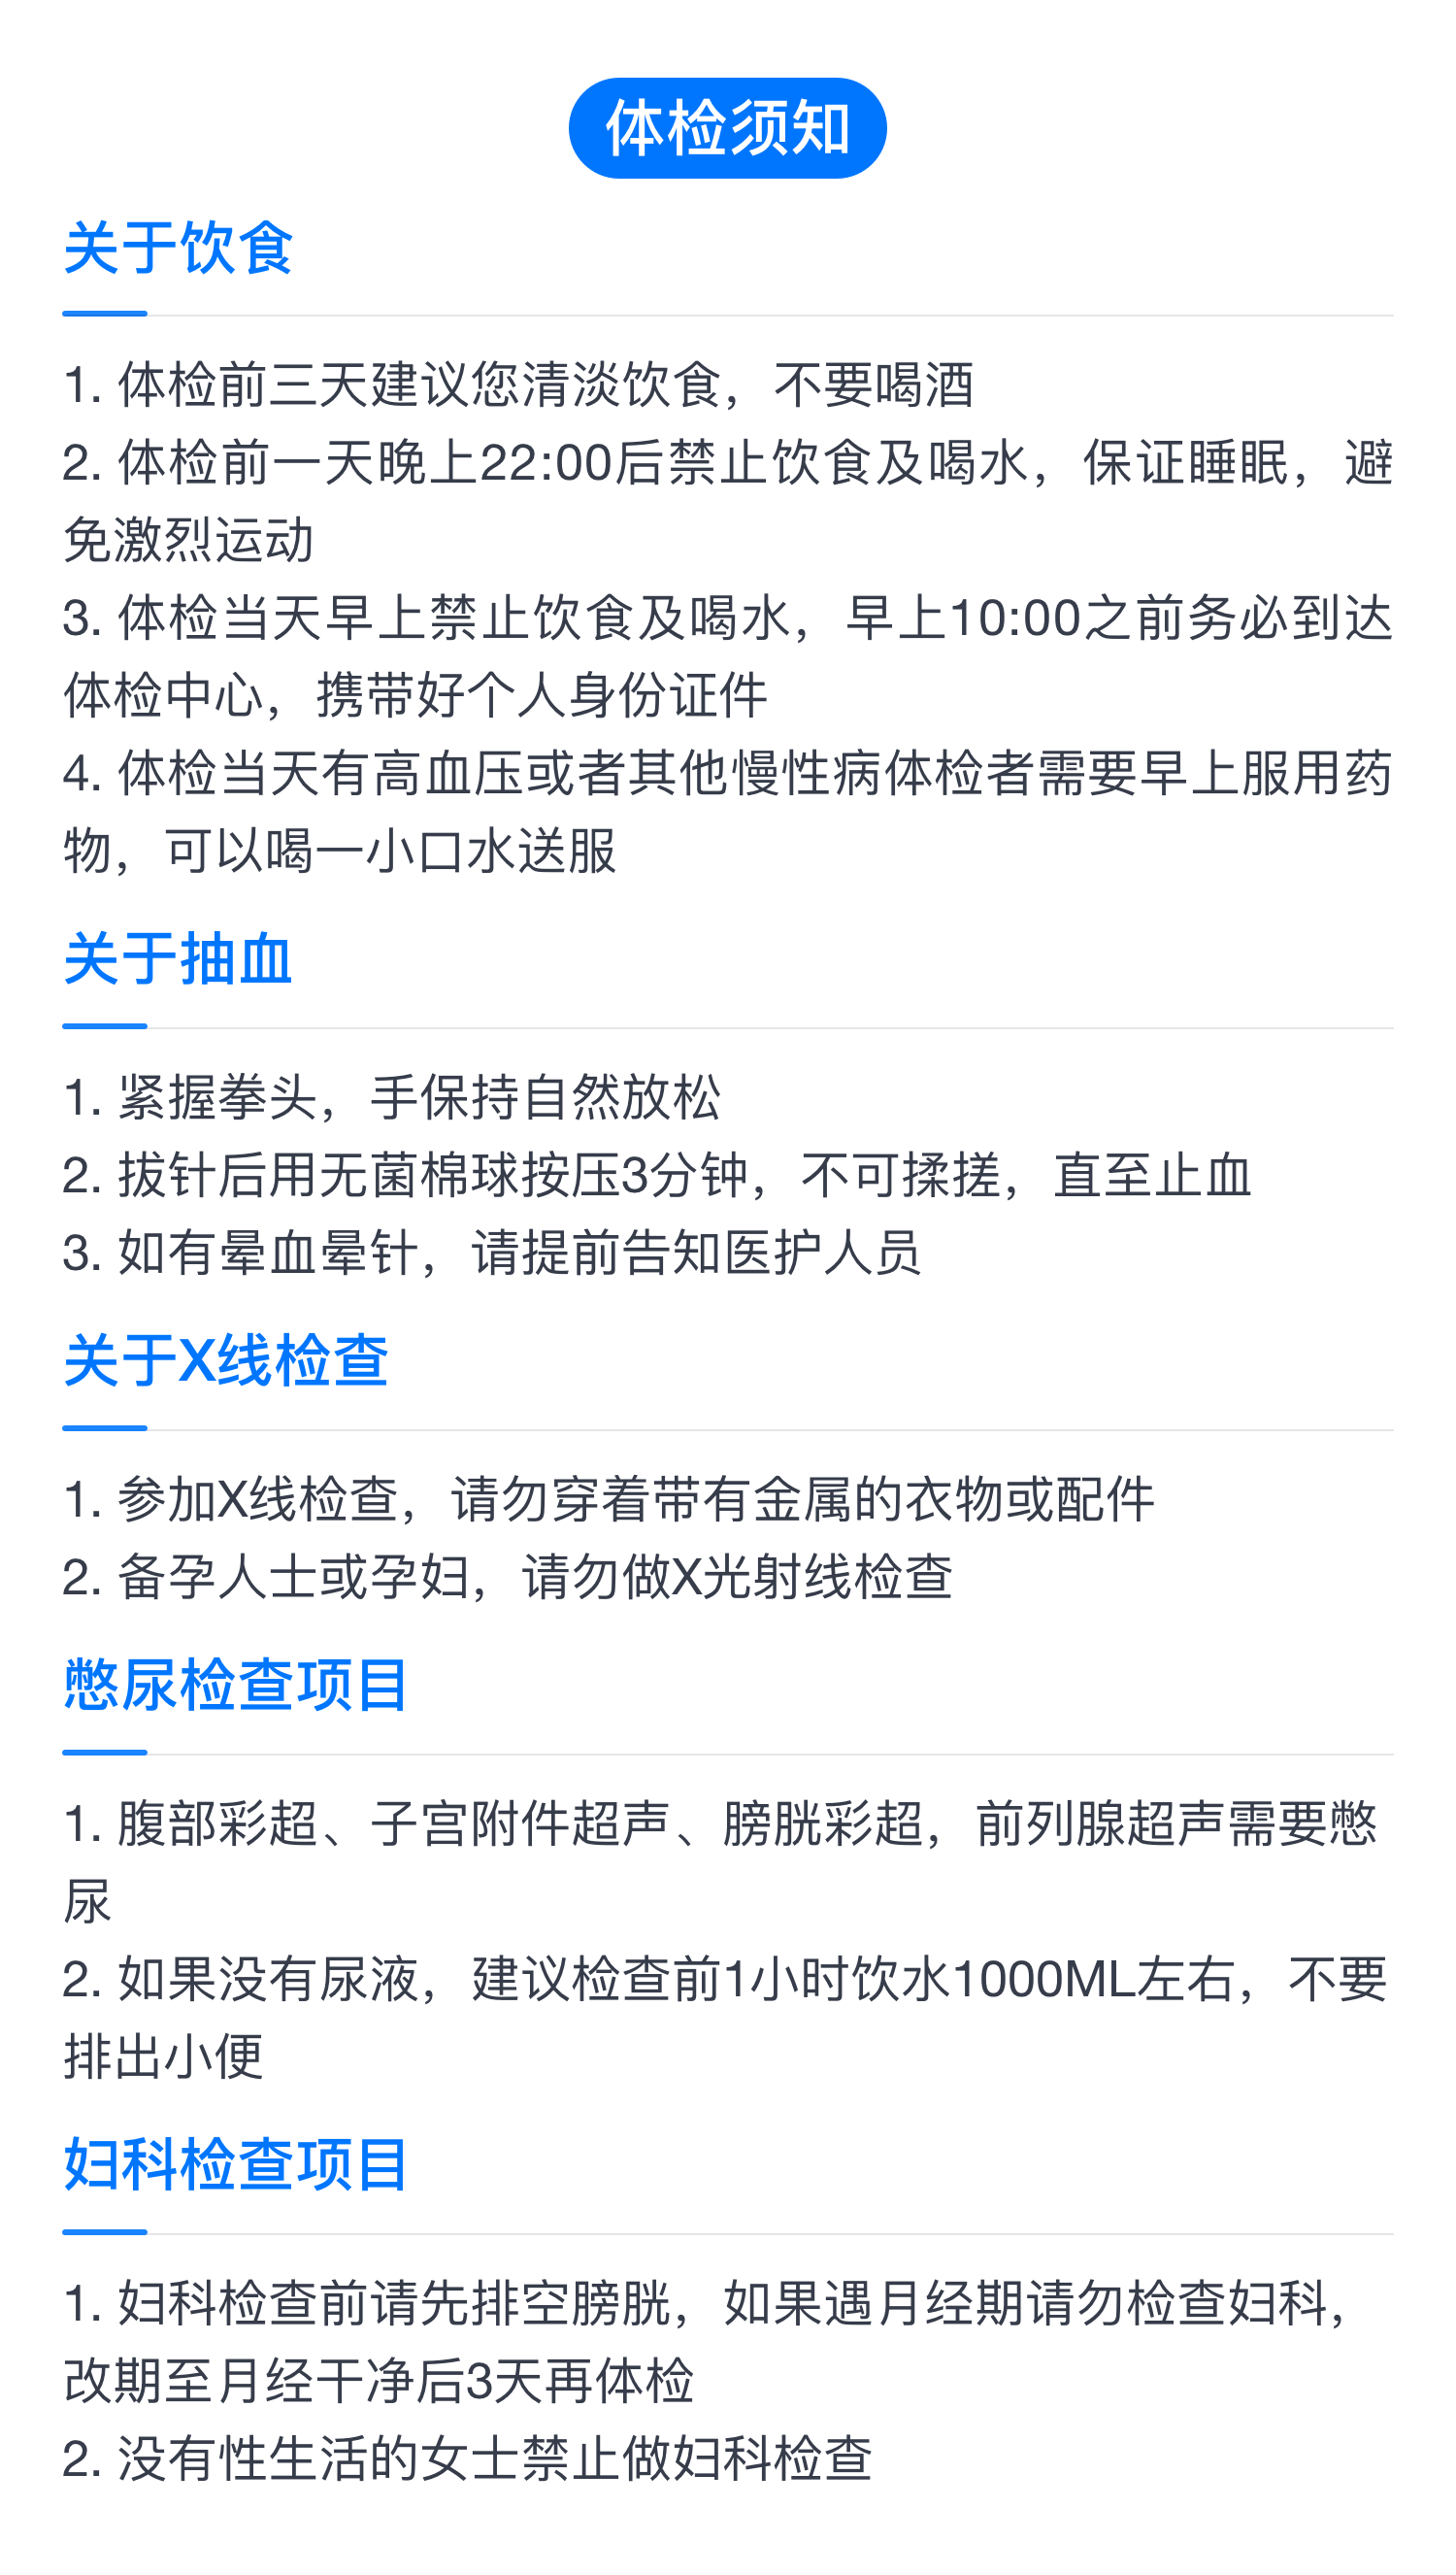 体检须知
关于饮食
1. 体检前三天建议您清淡饮食，不要喝酒
2. 体检前一天晚上22:00后禁止饮食及喝水，保证睡眠，避
免激烈运动
3. 体检当天早上禁止饮食及喝水，早上10:00之前务必到达
体检中心，携带好个人身份证件
4. 体检当天有高血压或者其他慢性病体检者需要早上服用药
物，可以喝一小口水送服
关于抽血
1. 紧握拳头，手保持自然放松
2. 拔针后用无菌棉球按压3分钟，不可揉搓，直至止血
3. 如有晕血晕针，请提前告知医护人员
关于X线检查
1. 参加X线检查，请勿穿着带有金属的衣物或配件
2. 备孕人士或孕妇，请勿做X光射线检查
憋尿检查项目
1. 腹部彩超、子宫附件超声、膀胱彩超，前列腺超声需要憋
尿
2. 如果没有尿液，建议检查前1小时饮水1000ML左右，不要
排出小便
妇科检查项目
1. 妇科检查前请先排空膀胱，如果遇月经期请勿检查妇科，
改期至月经干净后3天再体检
2. 没有性生活的女士禁止做妇科检查